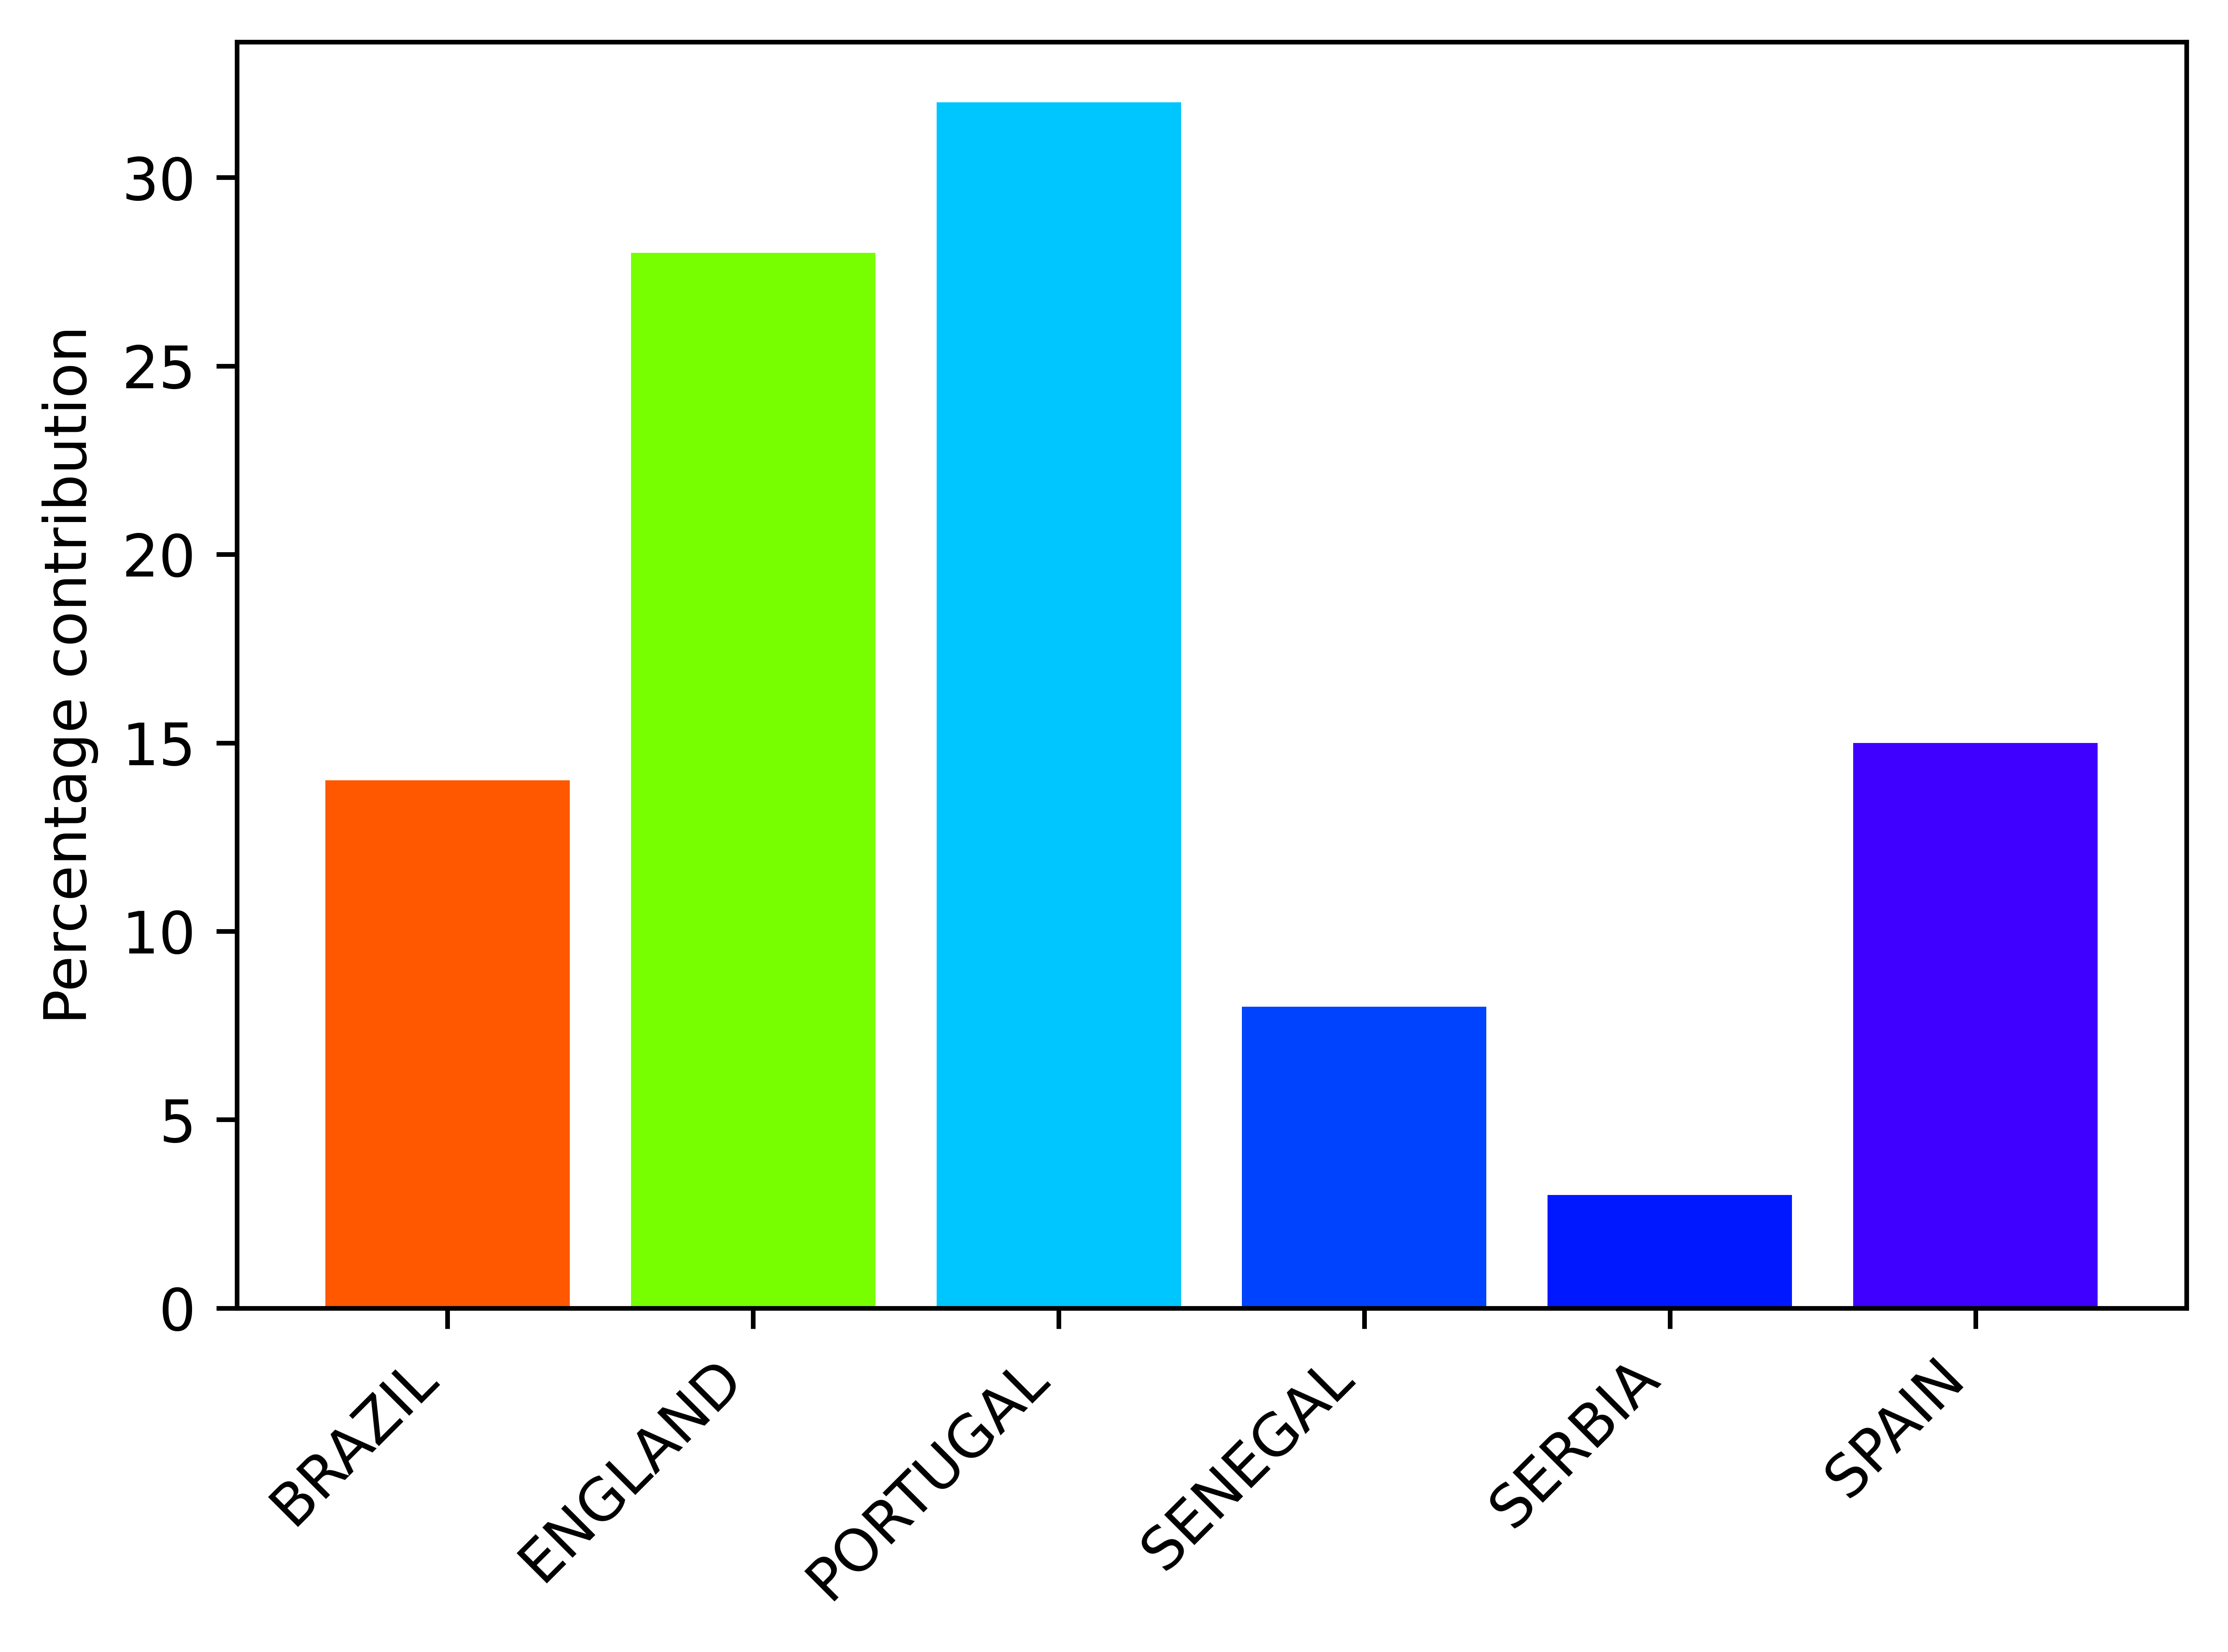 Percentage contribution
30
25
20
15
10
5
0
BRAZIL
ENGLAND
PORTUGAL
SENEGAL
SERBIA
SPAIN